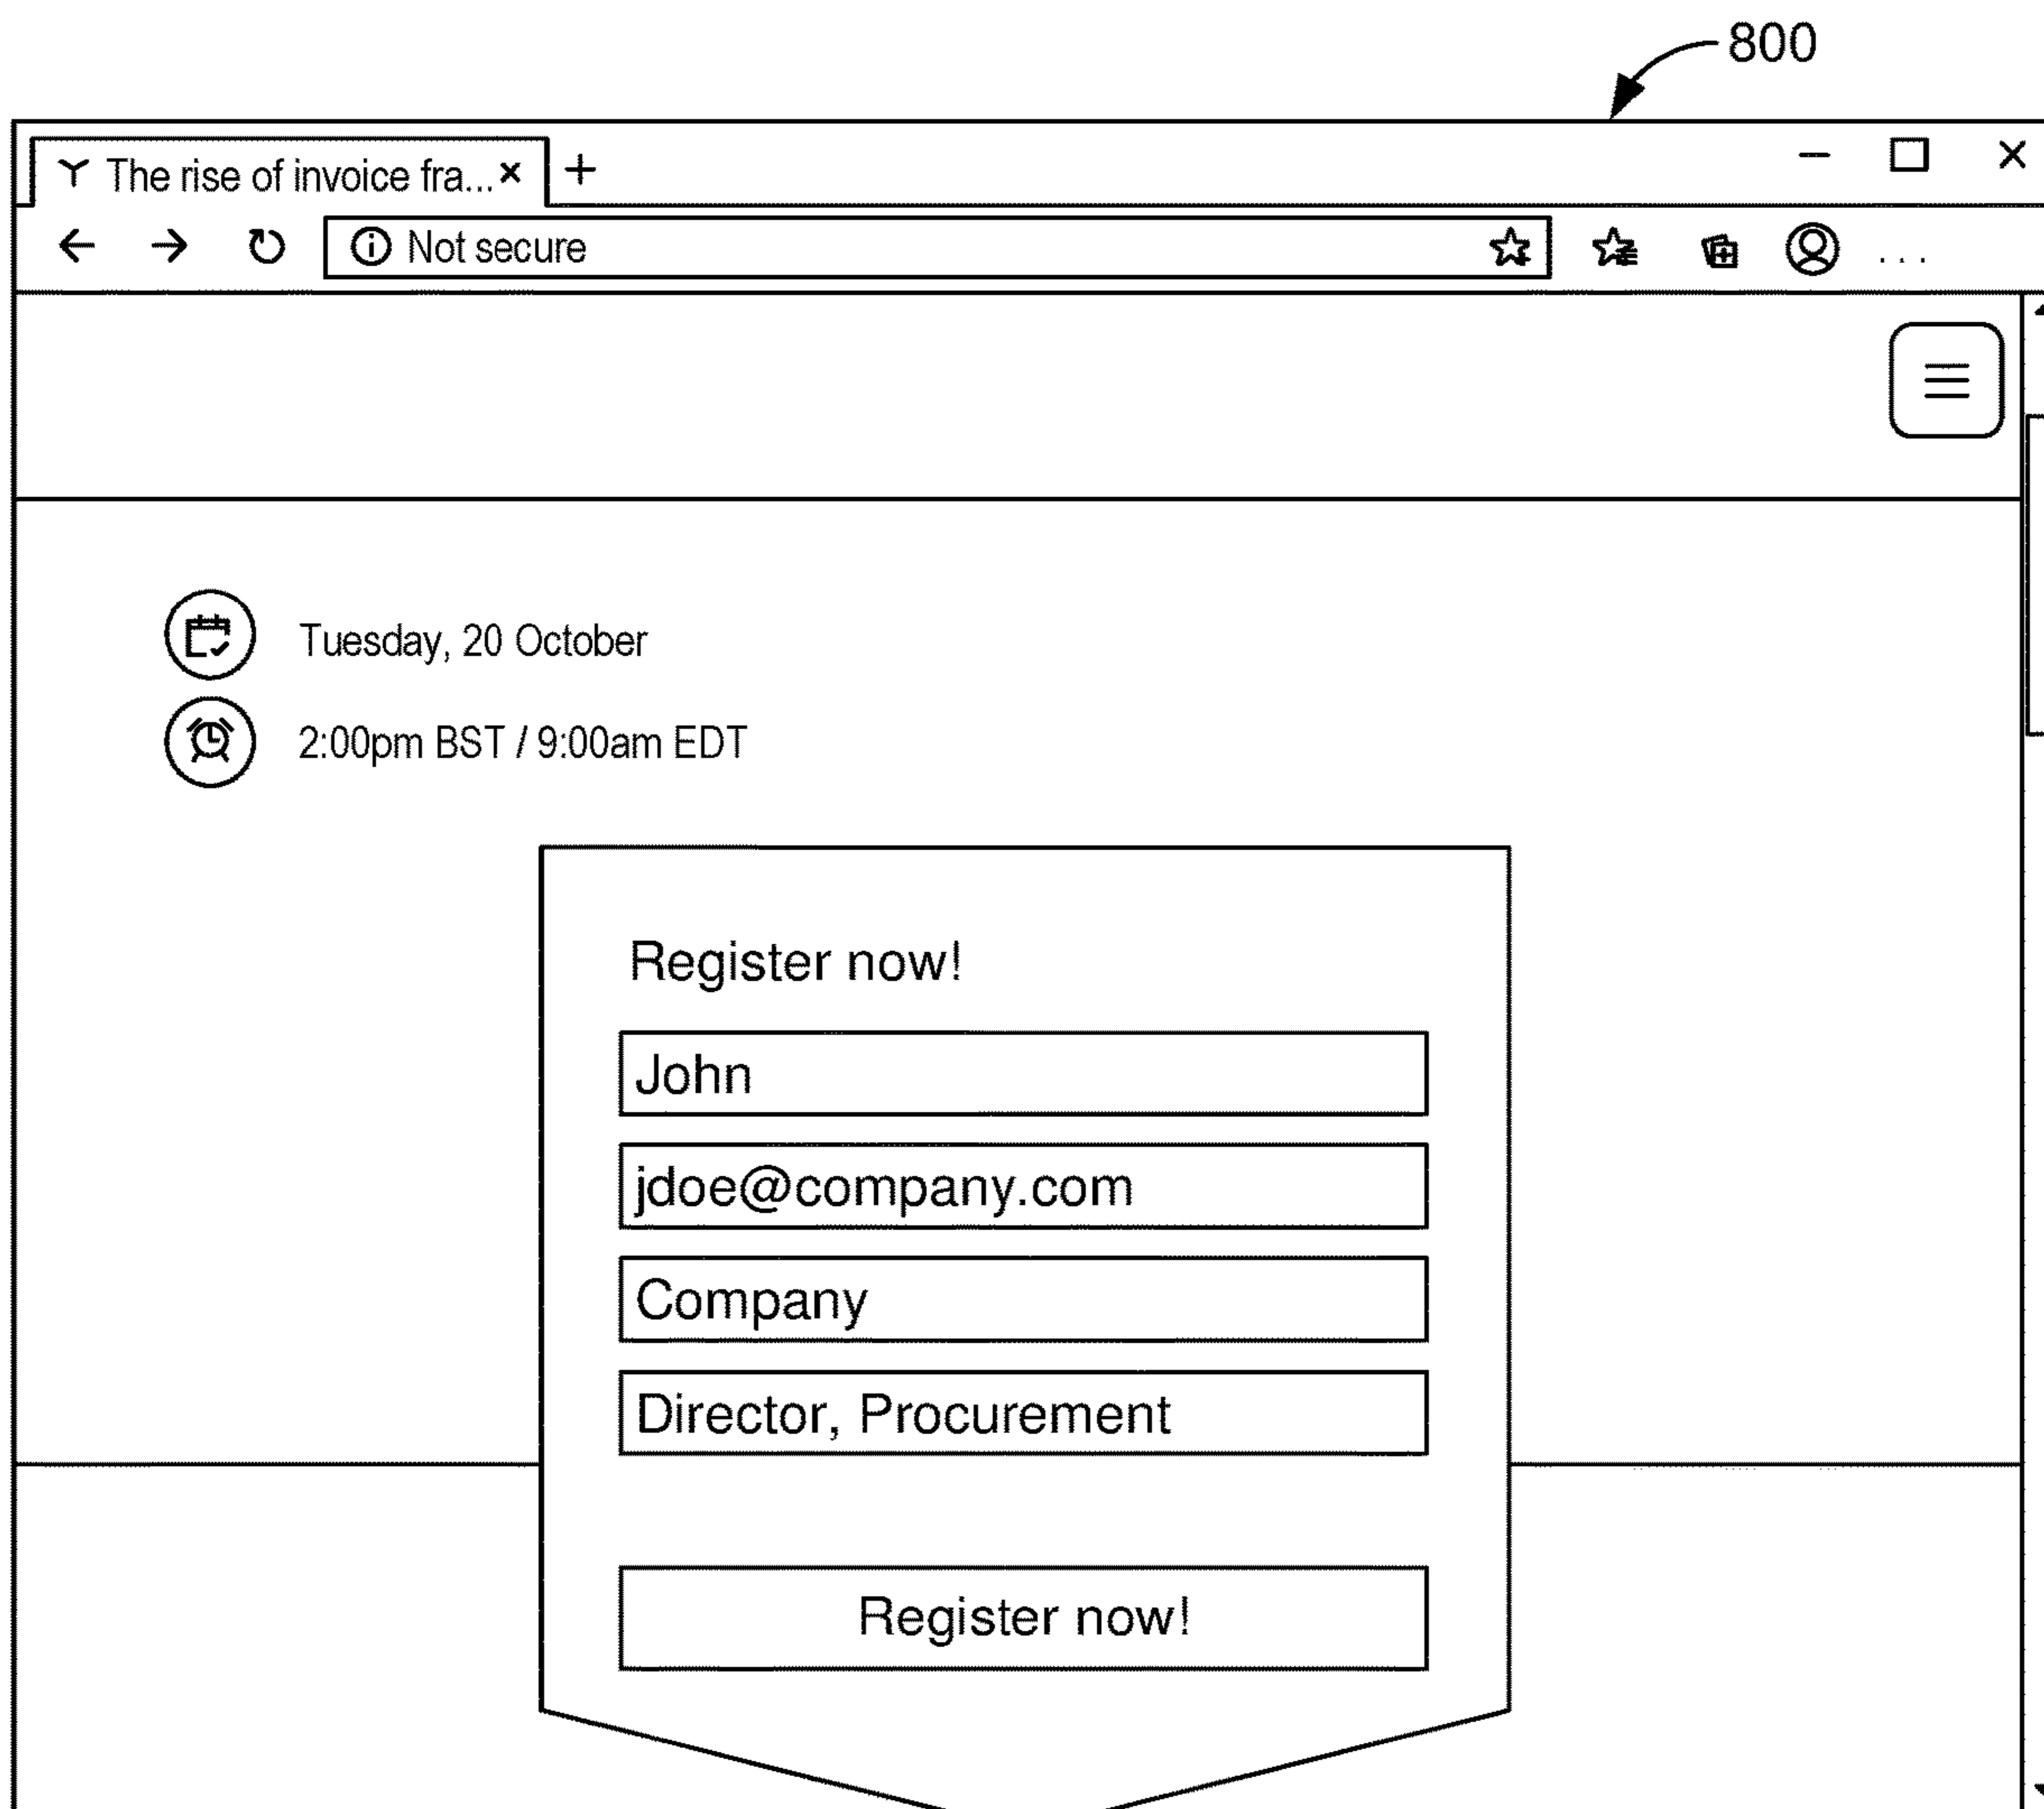 800
The rise of invoice fra...
Not secure
Tuesday, 20 October
2:00pm BST / 9:00am EDT
Register now!
John
jdoe@company.com
Company
Director, Procurement
Register now!